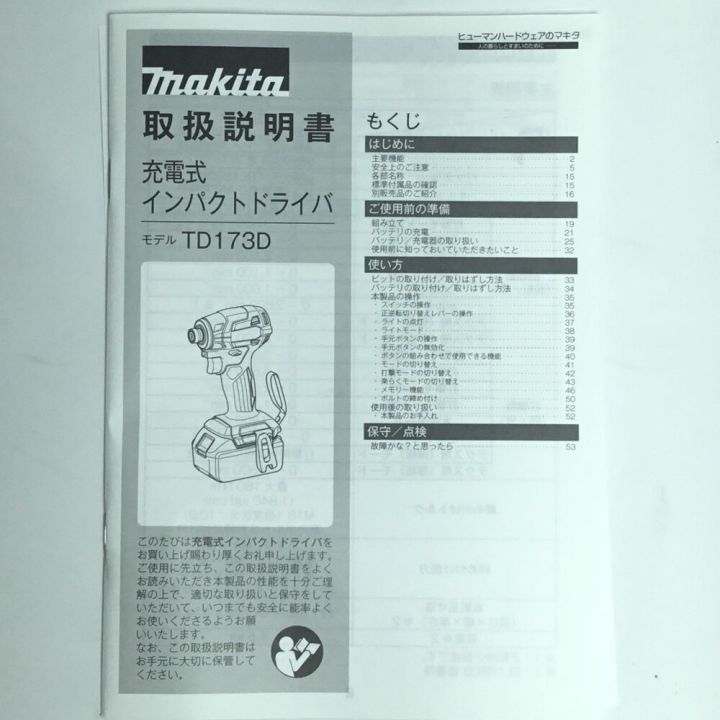 makita
取扱説明書
充電式
インパクトドライバ
モデル TD173D
このたびは充電式インパクトドライバを
お買い上げ賜わり厚くお礼申し上げます。
ご使用に先立ち、この取扱説明書をよく
お読みいただき本製品の性能を十分ご理
解の上で、適切な取り扱いと保守をして
いただいて、いつまでも安全に能率よく
お使いくださるようお願
いいたします。
なお、この取扱説明書は
お手元に大切に保管して
ください。
ヒューマンハードウェアのマキタ
人の暮らしとすまいのために
もくじ
はじめに
主要機能 2
安全上のご注意 5
各部名称 15
標準付属品の確認 15
別販売品のご紹介 16
ご使用前の準備
組み立て 19
バッテリの充電 21
バッテリ／充電器の取り扱い 25
使用前に知っておいていただきたいこと 32
使い方
ビットの取り付け／取りはずし方法 33
バッテリの取り付け／取りはずし方法 34
本製品の操作 35
・スイッチの操作 35
・正逆転切り替えレバーの操作 36
・ライトの点灯 37
・ライトモード 38
・手元ボタンの操作 39
・手元ボタンの無効化 39
・ボタンの組み合わせで使用できる機能 40
・モードの切り替え 41
・打撃モードの切り替え 42
・楽らくモードの切り替え 43
・メモリー機能 46
・ボルトの締め付け 50
使用後の取り扱い 52
・本製品のお手入れ 52
保守／点検
故障かな？と思ったら 53